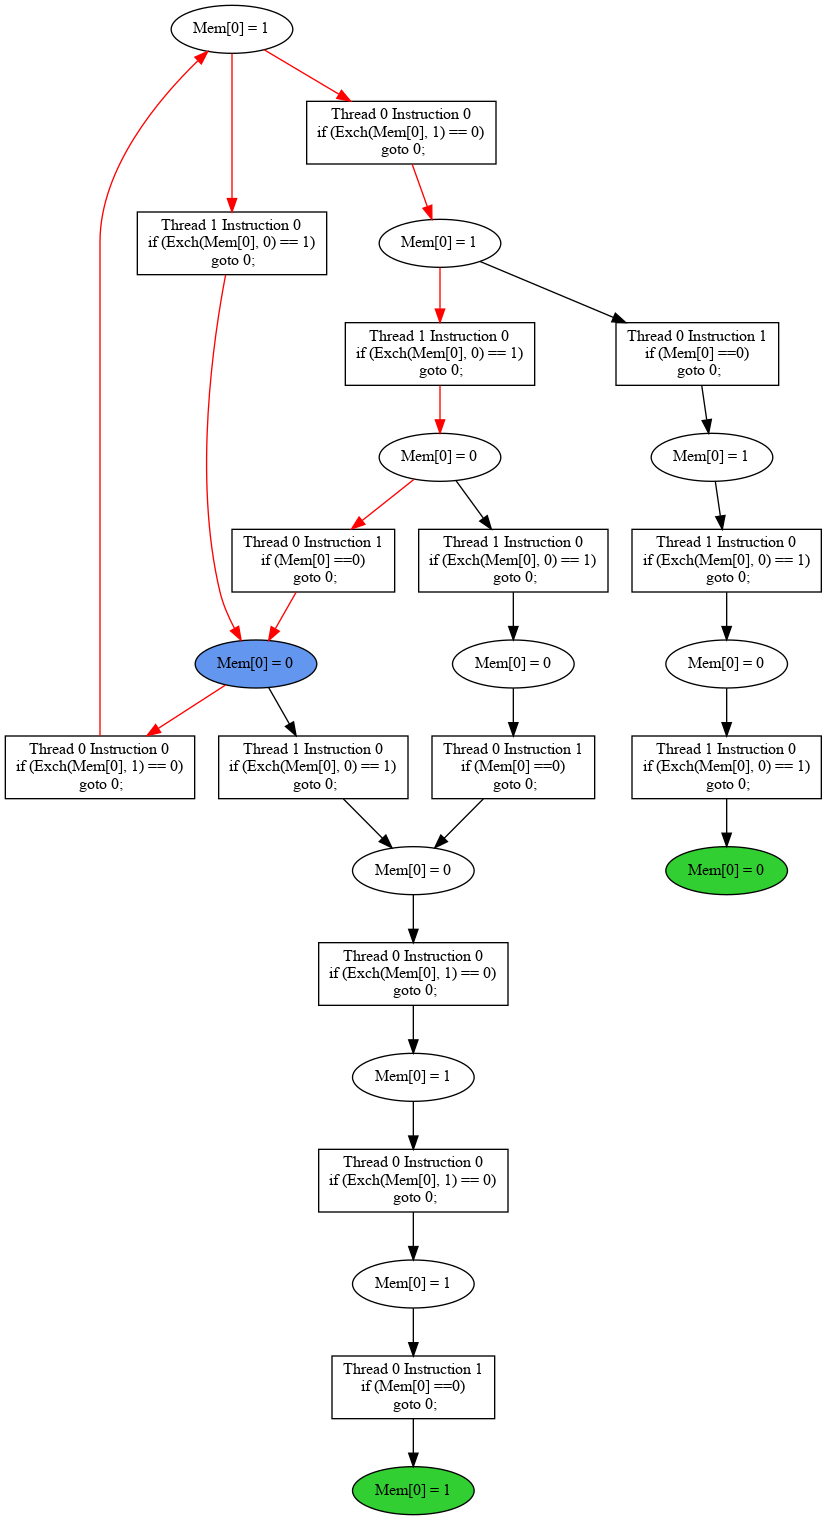 Mem[0] = 1
Thread 0 Instruction 0
if (Exch(Mem[0], 1) == 0)
goto 0;
Thread 1 Instruction 0
if (Exch(Mem[0], 0) == 1)
goto 0;
Mem[0] = 1
Thread 1 Instruction 0
if (Exch(Mem[0], 0) == 1)
goto 0;
Thread 0 Instruction 1
if (Mem[0] ==0)
goto 0;
Mem[0] = 0
Mem[0] = 1
Thread 0 Instruction 1
if (Mem[0] ==0)
goto 0;
Thread 1 Instruction 0
if (Exch(Mem[0], 0) == 1)
goto 0;
Thread 1 Instruction 0
if (Exch(Mem[0], 0) == 1)
goto 0;
Mem[0] = 0
Mem[0] = 0
Mem[0] = 0
Thread 0 Instruction 0
if (Exch(Mem[0], 1) == 0)
goto 0;
Thread 1 Instruction 0
if (Exch(Mem[0], 0) == 1)
goto 0;
Thread 0 Instruction 1
if (Mem[0] ==0)
goto 0;
Thread 1 Instruction 0
if (Exch(Mem[0], 0) == 1)
goto 0;
Mem[0] = 0
Mem[0] = 0
Thread 0 Instruction 0
if (Exch(Mem[0], 1) == 0)
goto 0;
Mem[0] = 1
Thread 0 Instruction 0
if (Exch(Mem[0], 1) == 0)
goto 0;
Mem[0] = 1
Thread 0 Instruction 1
if (Mem[0] ==0)
goto 0;
Mem[0] = 1